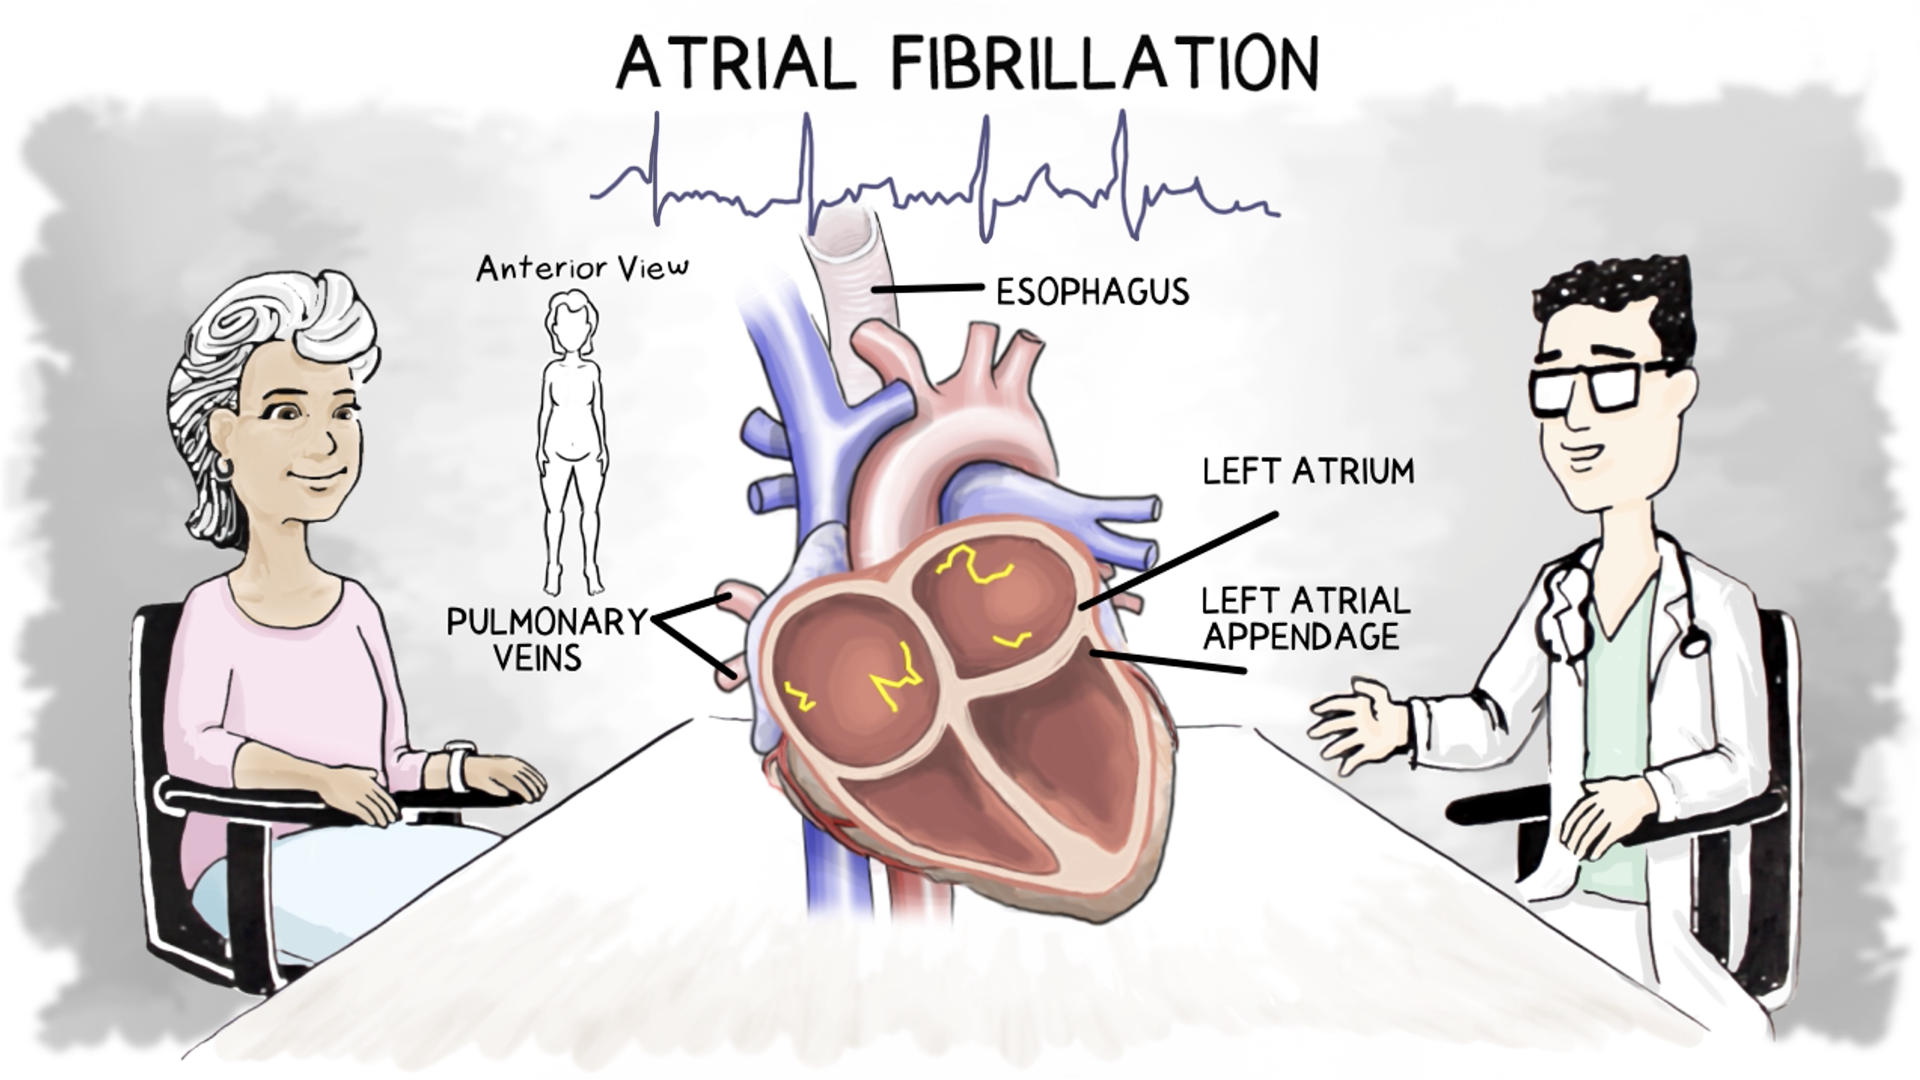 ATRIAL FIBRILLATION
Anterior View
ESOPHAGUS
LEFT ATRIUM
LEFT ATRIAL
APPENDAGE
PULMONARY
VEINS